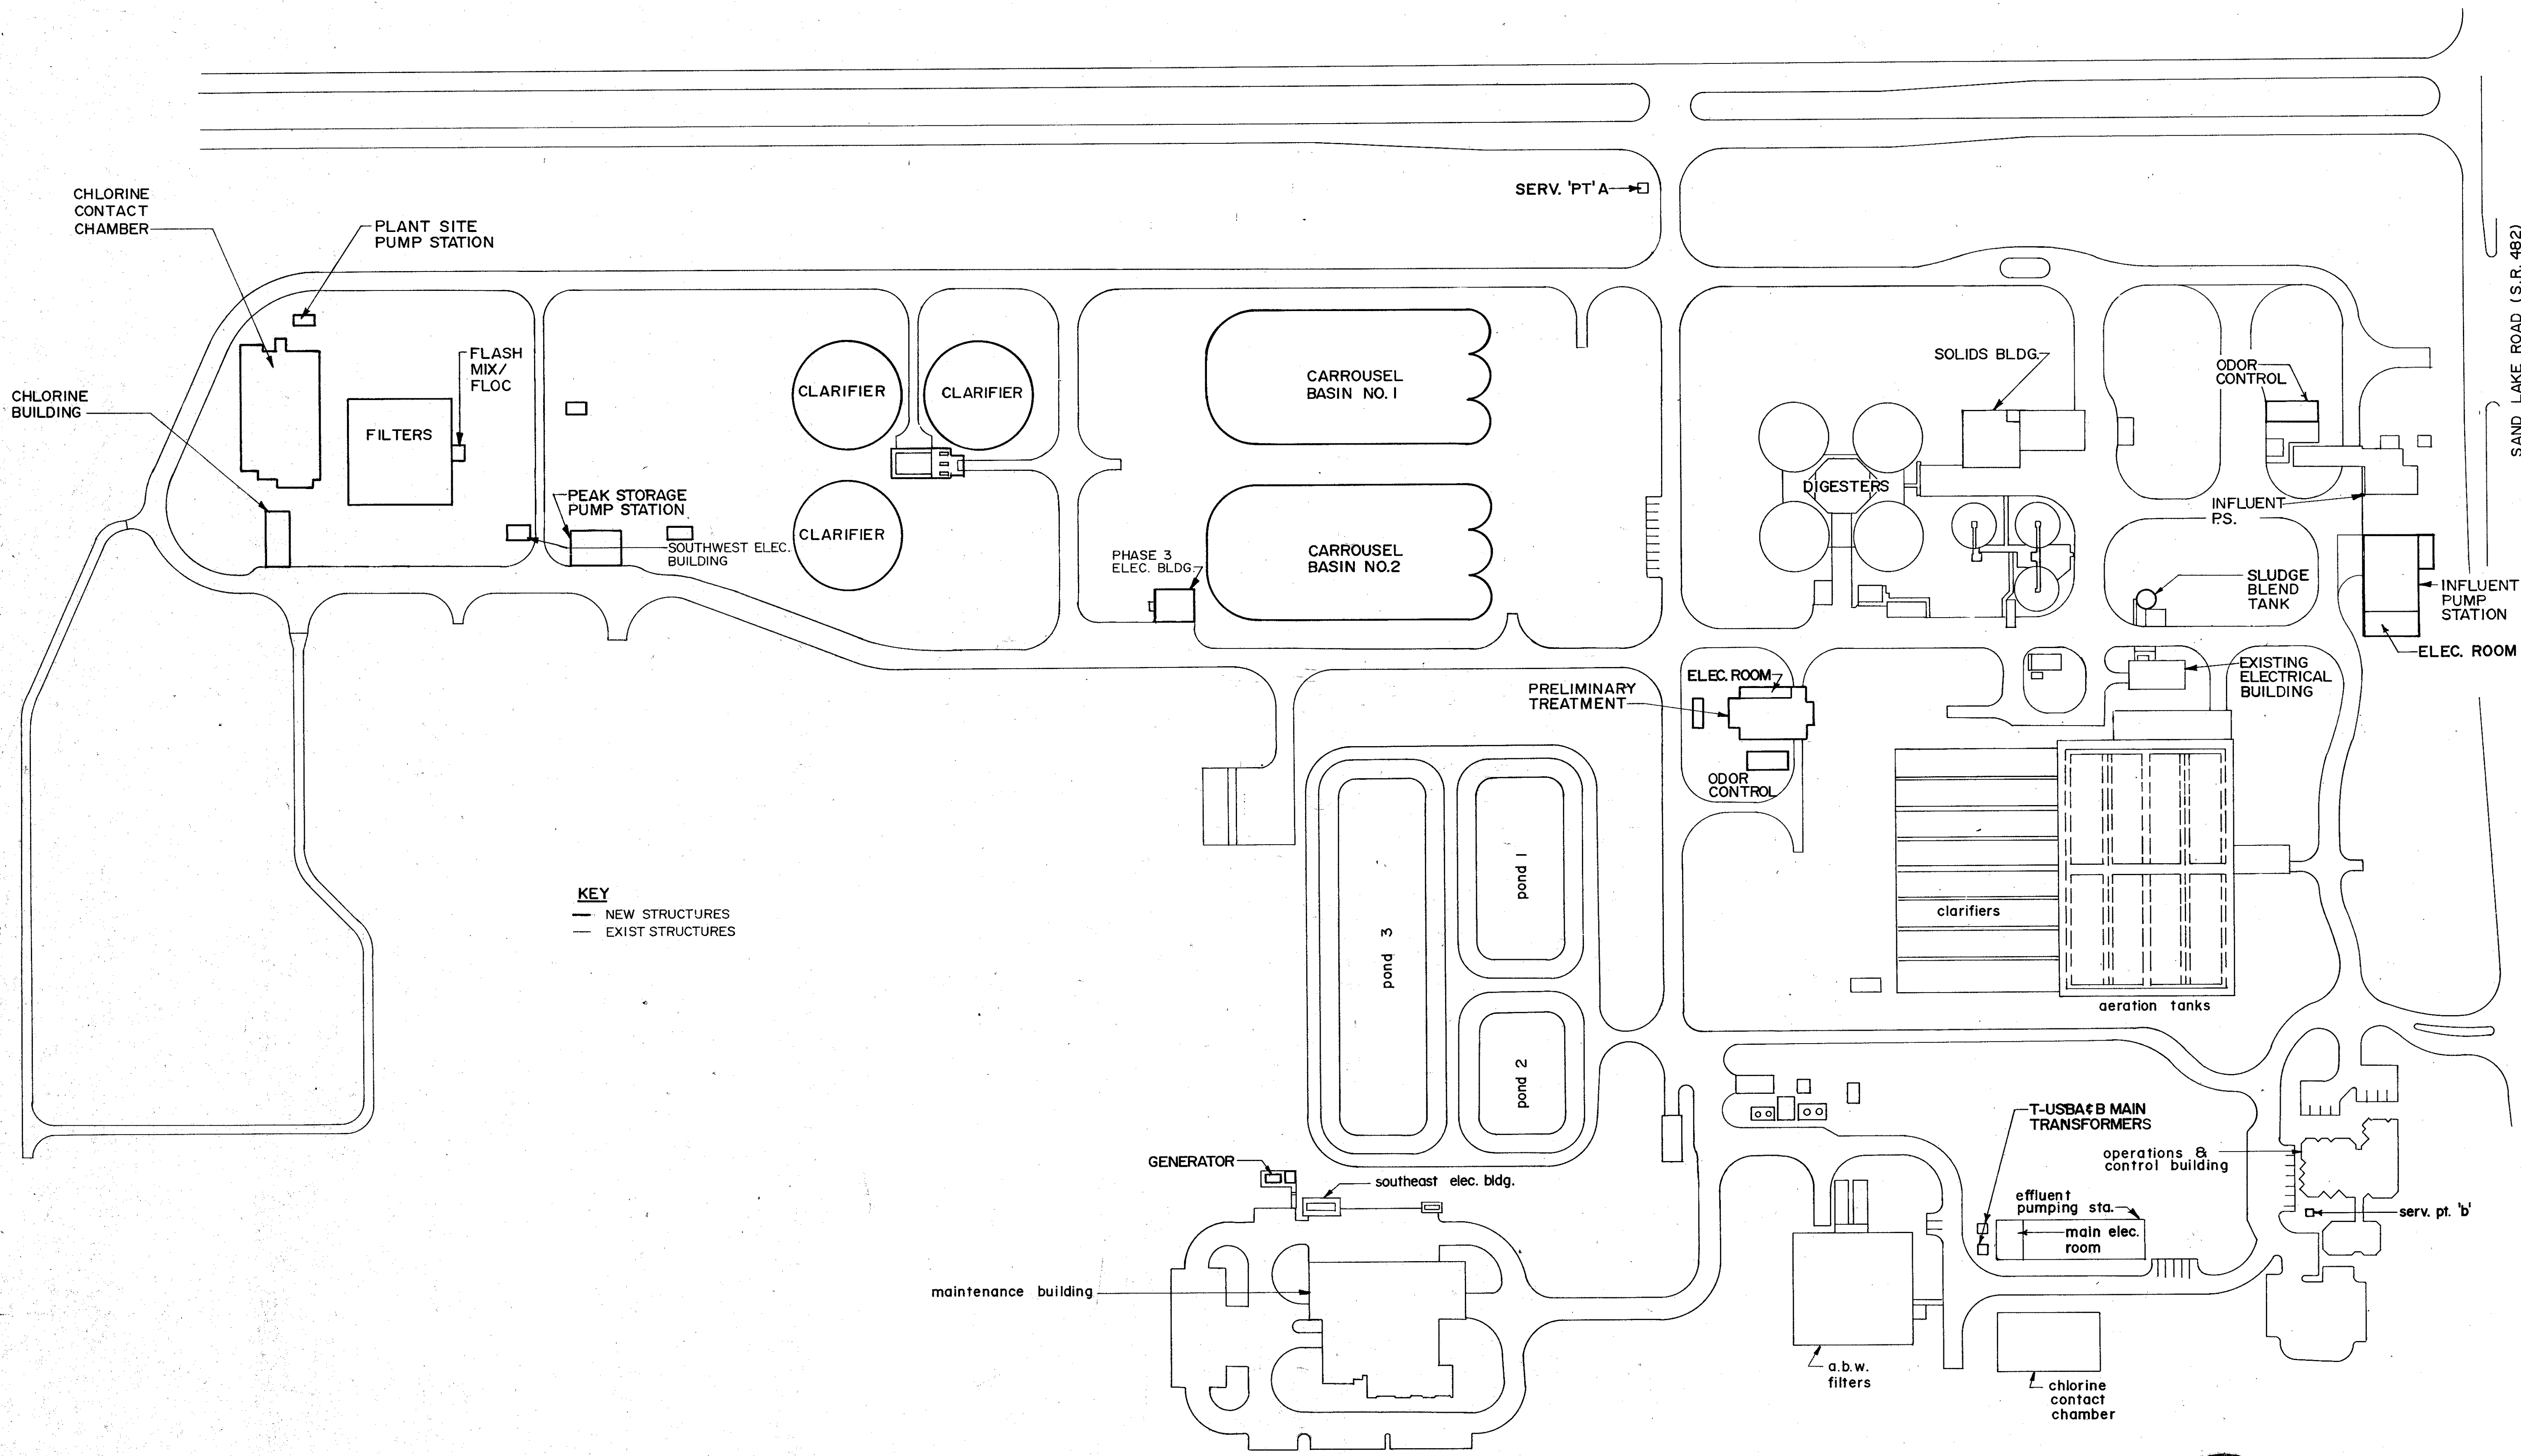 CHLORINE
CONTACT
CHAMBER
PLANT SITE
PUMP STATION
SERV. 'PT' A
SAND LAKE ROAD (S.R. 482)
FLASH
MIX/
FLOC
CHLORINE
BUILDING
FILTERS
CLARIFIER
CLARIFIER
CLARIFIER
PEAK STORAGE
PUMP STATION
SOUTHWEST ELEC.
BUILDING
CARROUSEL
BASIN NO. 1
CARROUSEL
BASIN NO.2
PHASE 3
ELEC. BLDG.
SOLIDS BLDG.
DIGESTERS
ODOR
CONTROL
INFLUENT
P.S.
SLUDGE
BLEND
TANK
INFLUENT
PUMP
STATION
ELEC. ROOM
EXISTING
ELECTRICAL
BUILDING
ELEC. ROOM
PRELIMINARY
TREATMENT
ODOR
CONTROL
pond 1
pond 3
pond 2
clarifiers
aeration tanks
KEY
NEW STRUCTURES
EXIST STRUCTURES
T-USBA¢B MAIN
TRANSFORMERS
operations &
control building
GENERATOR
southeast elec. bldg.
effluent
pumping sta.
main elec.
room
serv. pt. 'b'
maintenance building
a.b.w.
filters
chlorine
contact
chamber